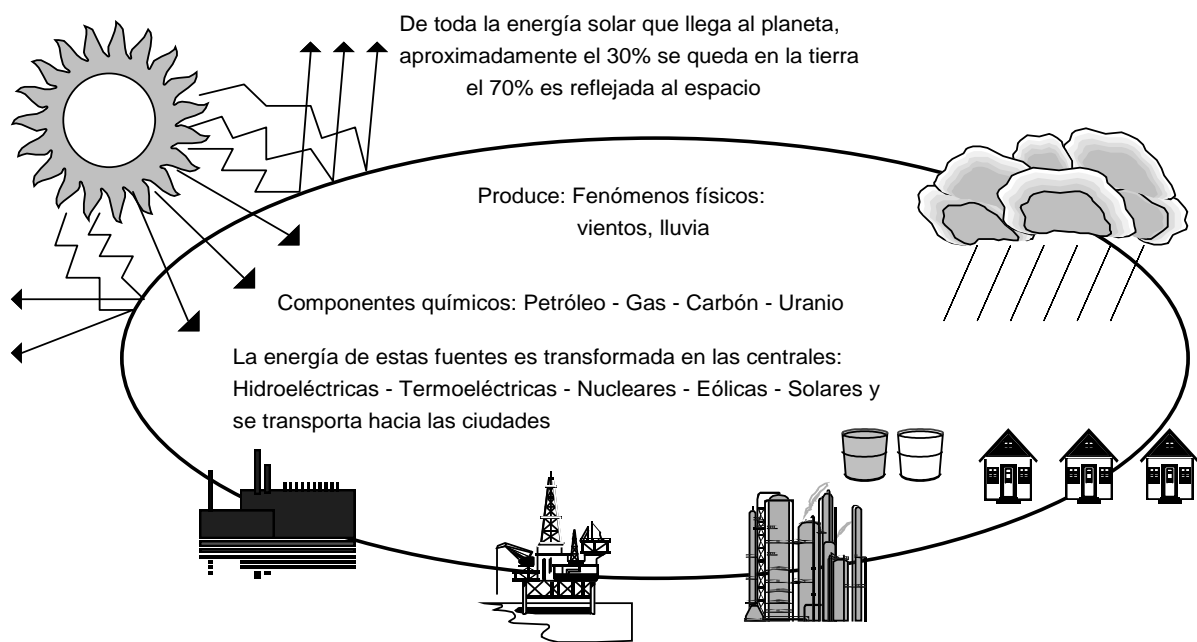 De toda la energía solar que llega al planeta,
aproximadamente el 30% se queda en la tierra
el 70% es reflejada al espacio
Produce: Fenómenos físicos:
vientos, lluvia
Componentes químicos: Petróleo - Gas - Carbón - Uranio
La energía de estas fuentes es transformada en las centrales:
Hidroeléctricas - Termoeléctricas - Nucleares - Eólicas - Solares y
se transporta hacia las ciudades